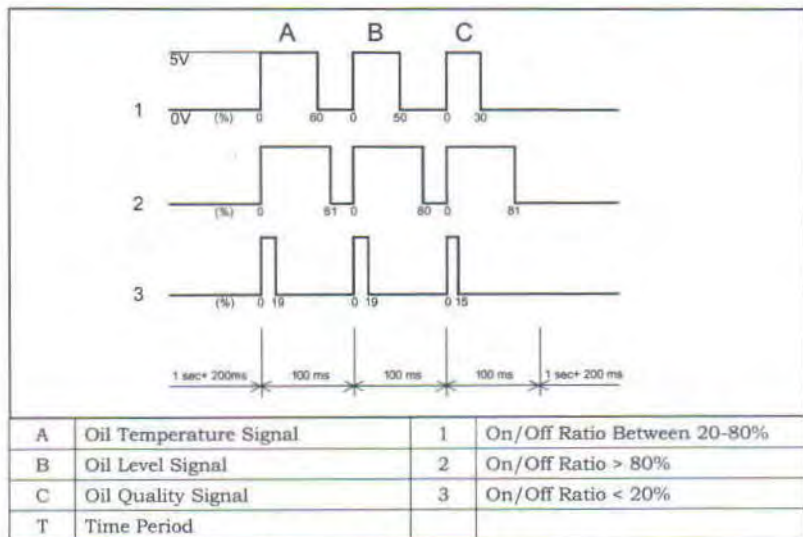 A B C
5V
1 0V (%) 0 60 0 50 0 30
2 (%) 0 81 0 80 0 81
3 (%) 0 19 0 19 0 15
1 sec+ 200ms 100 ms 100 ms 100 ms 1 sec+ 200 ms
A Oil Temperature Signal 1 On/Off Ratio Between 20-80%
B Oil Level Signal 2 On/Off Ratio > 80%
C Oil Quality Signal 3 On/Off Ratio < 20%
T Time Period